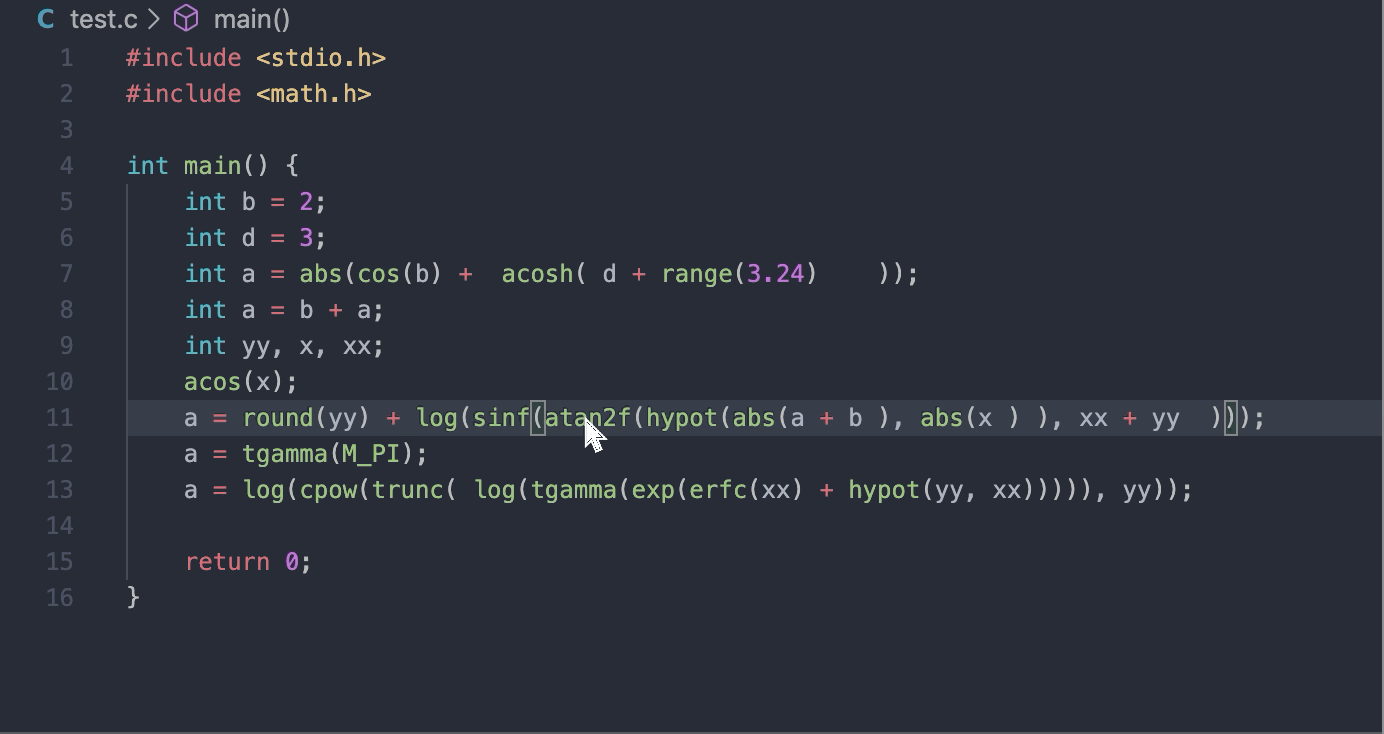 C test.c > main()
1 #include <stdio.h>
2 #include <math.h>
3
4 int main() {
5     int b = 2;
6     int d = 3;
7     int a = abs(cos(b) +  acosh( d + range(3.24)    ));
8     int a = b + a;
9     int yy, x, xx;
10     acos(x);
11     a = round(yy) + log(sinf(atan2f(hypot(abs(a + b ), abs(x ) ), xx + yy  )));
12     a = tgamma(M_PI);
13     a = log(cpow(trunc( log(tgamma(exp(erfc(xx) + hypot(yy, xx))))), yy));
14
15     return 0;
16 }